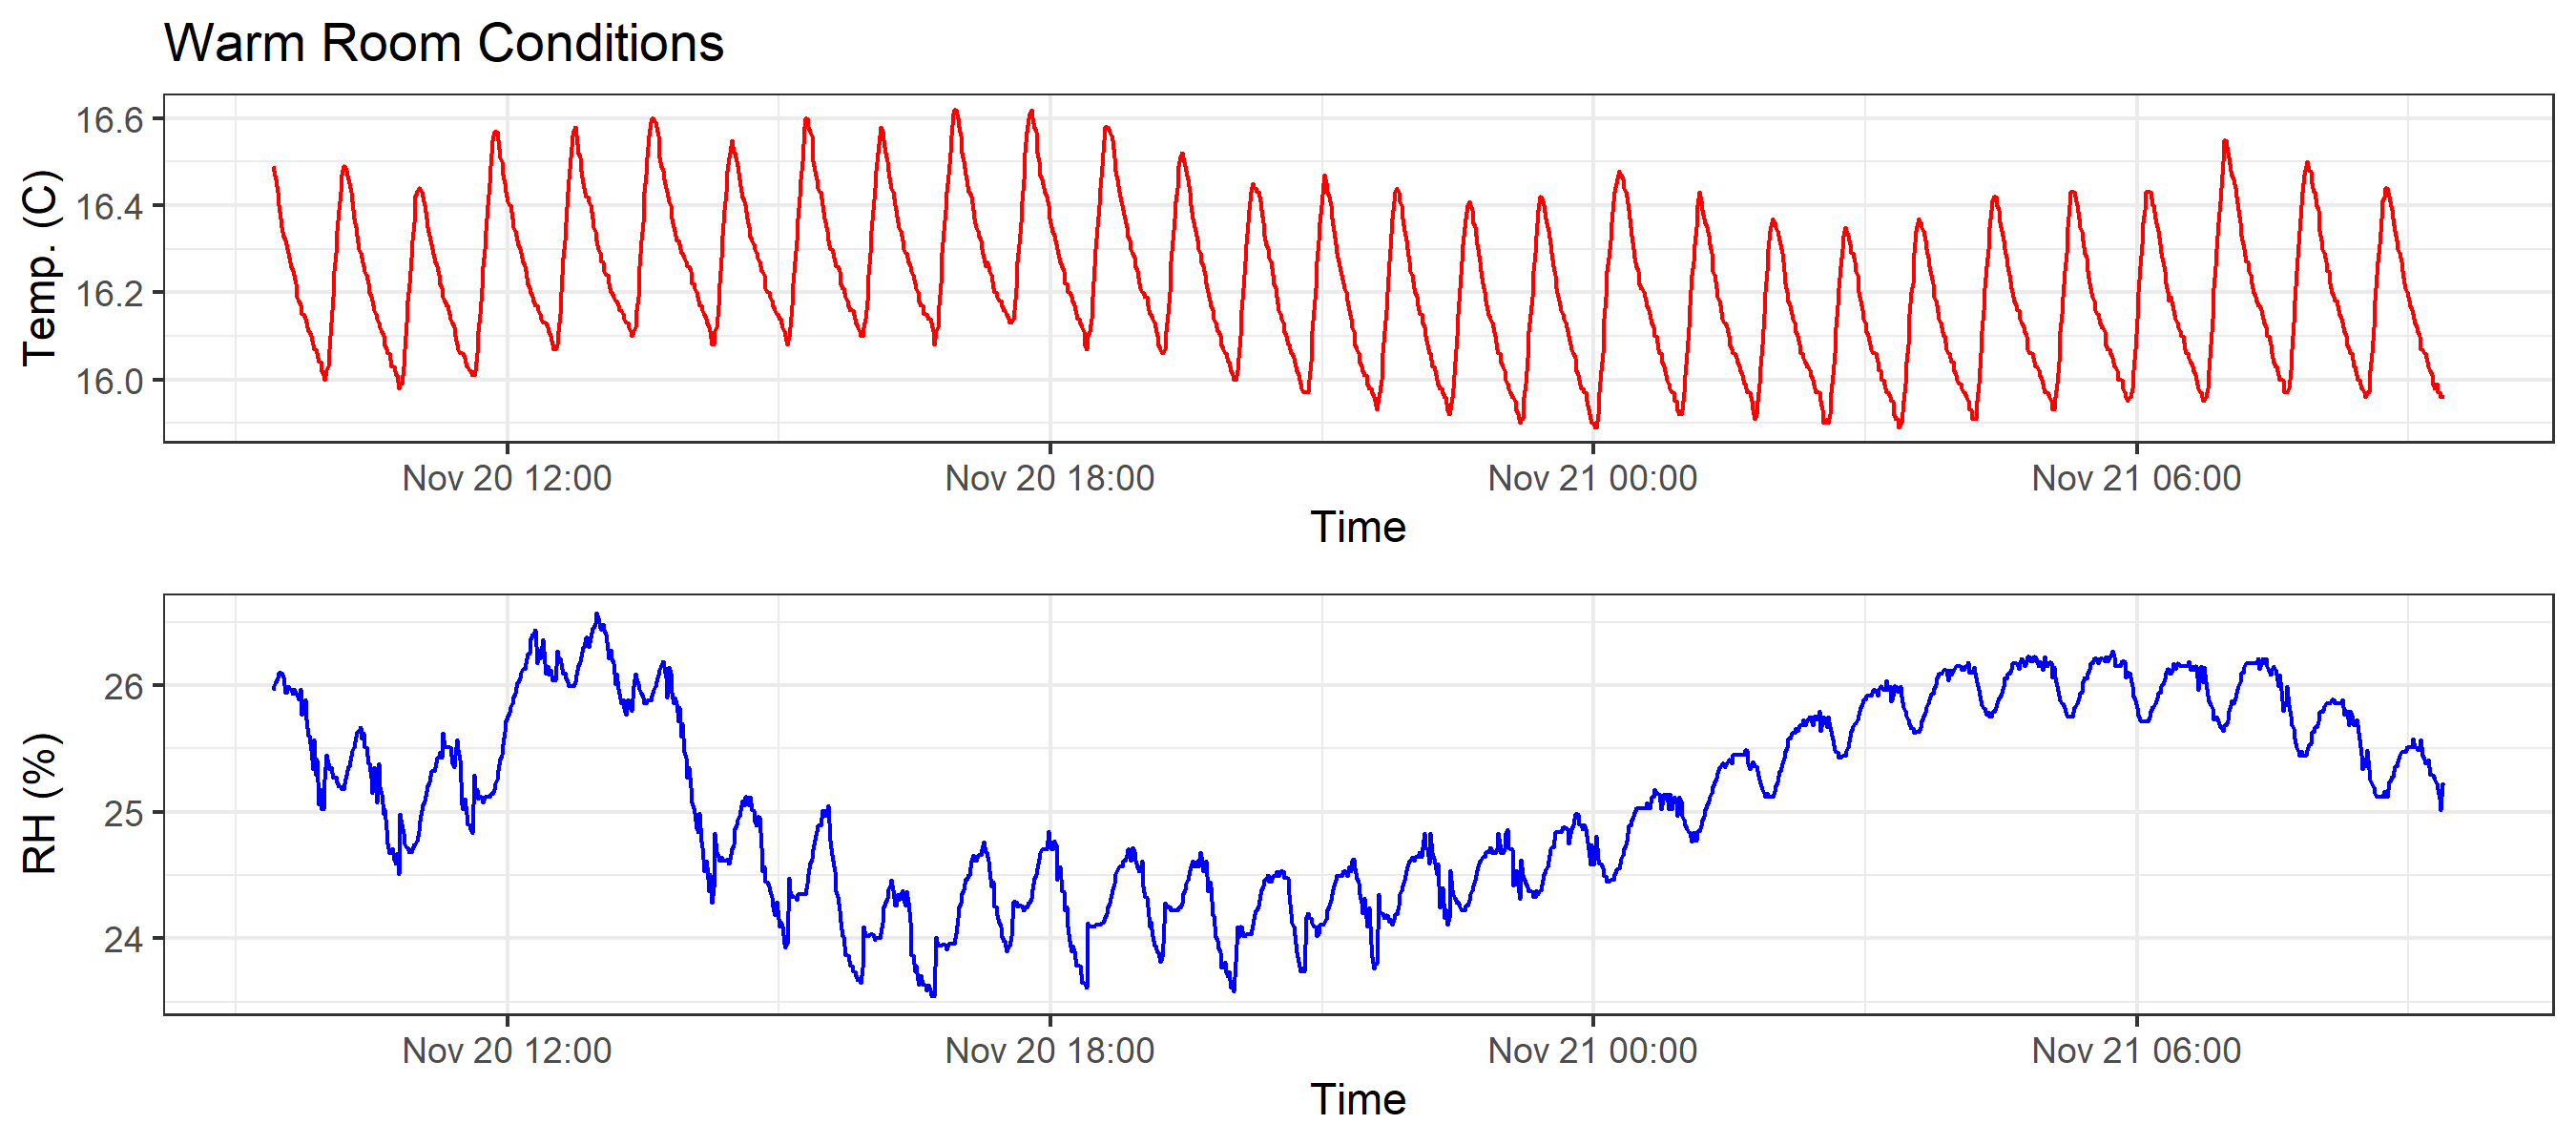 Warm Room Conditions
Temp. (C)
16.6
16.4
16.2
16.0
Nov 20 12:00 Nov 20 18:00 Nov 21 00:00 Nov 21 06:00
Time
RH (%)
26
25
24
Nov 20 12:00 Nov 20 18:00 Nov 21 00:00 Nov 21 06:00
Time